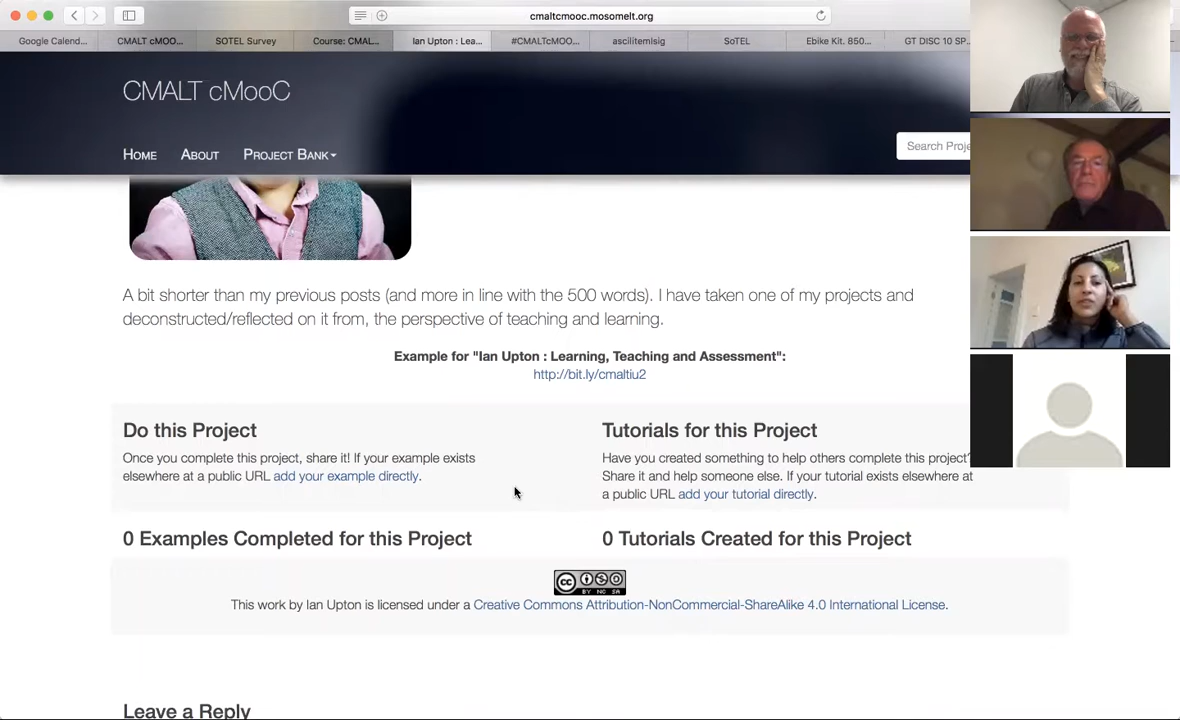 cmaltcmooc.mosomelt.org
Google Calend... CMALT cMOO... SOTEL Survey Course: CMAL... Ian Upton : Lea... #CMALTcMOO... ascilitemlsig SoTEL Ebike Kit. 850... GT DISC 10 SP...
CMALT cMooC
Home About Project Bank
Search Proje
A bit shorter than my previous posts (and more in line with the 500 words). I have taken one of my projects and
deconstructed/reflected on it from, the perspective of teaching and learning.
Example for "Ian Upton : Learning, Teaching and Assessment":
http://bit.ly/cmaltiu2
Do this Project
Once you complete this project, share it! If your example exists
elsewhere at a public URL add your example directly.
Tutorials for this Project
Have you created something to help others complete this project?
Share it and help someone else. If your tutorial exists elsewhere at
a public URL add your tutorial directly.
0 Examples Completed for this Project
0 Tutorials Created for this Project
CC BY NC SA
This work by Ian Upton is licensed under a Creative Commons Attribution-NonCommercial-ShareAlike 4.0 International License.
Leave a Reply